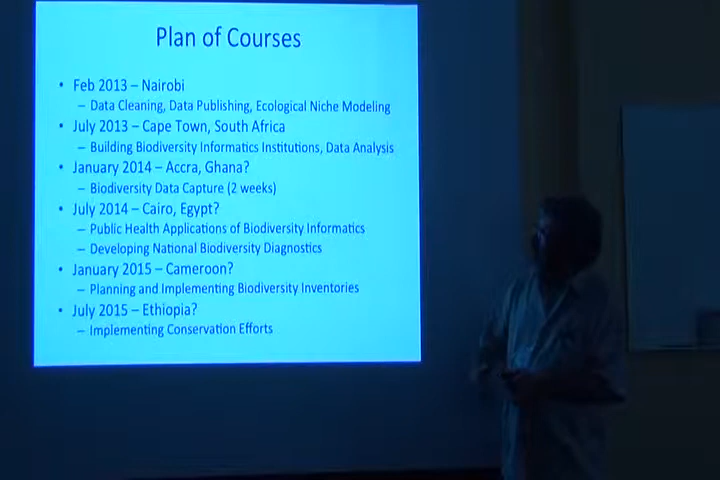 Plan of Courses
• Feb 2013 – Nairobi
– Data Cleaning, Data Publishing, Ecological Niche Modeling
• July 2013 – Cape Town, South Africa
– Building Biodiversity Informatics Institutions, Data Analysis
• January 2014 – Accra, Ghana?
– Biodiversity Data Capture (2 weeks)
• July 2014 – Cairo, Egypt?
– Public Health Applications of Biodiversity Informatics
– Developing National Biodiversity Diagnostics
• January 2015 – Cameroon?
– Planning and Implementing Biodiversity Inventories
• July 2015 – Ethiopia?
– Implementing Conservation Efforts